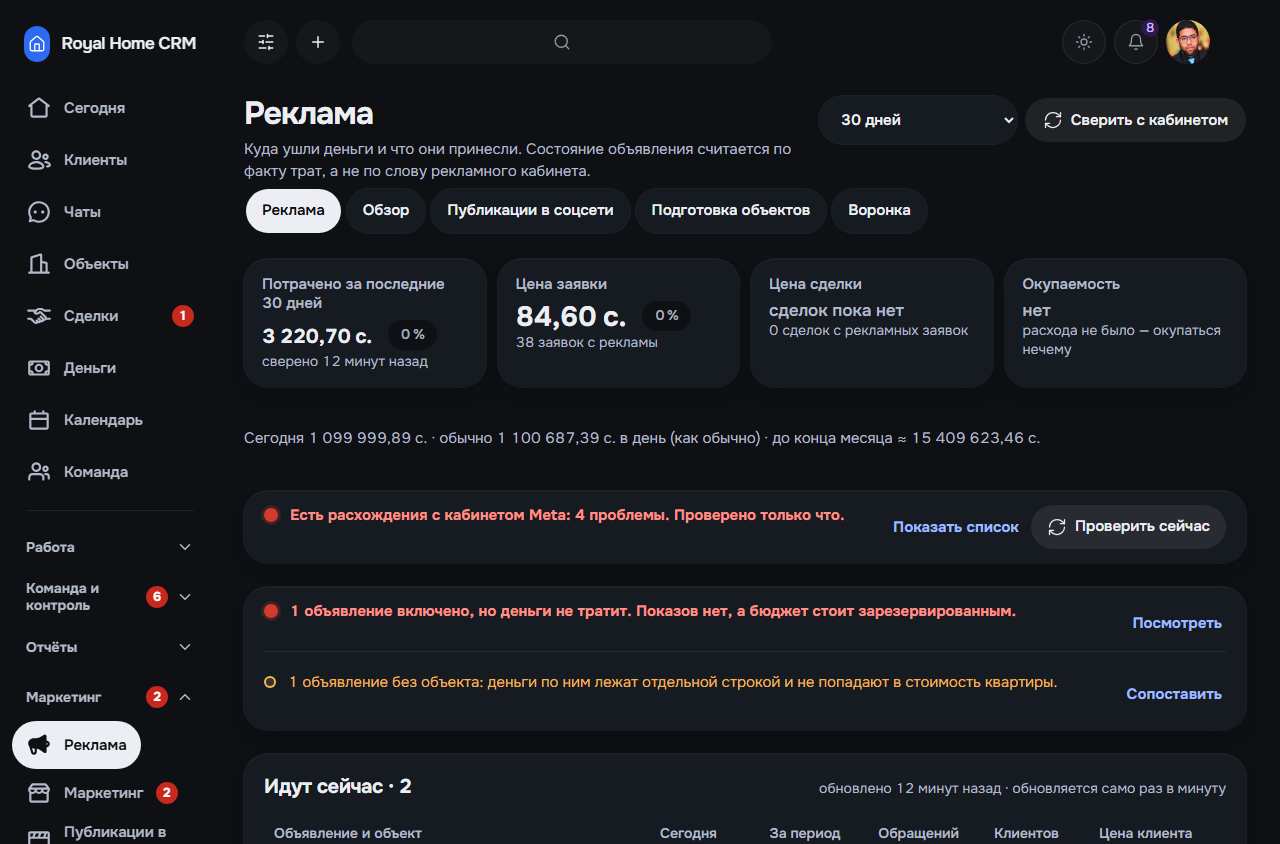 Royal Home CRM
8
Сегодня
Клиенты
Чаты
Объекты
Сделки 1
Деньги
Календарь
Команда
Работа
Команда и
контроль
6
Отчёты
Маркетинг 2
Реклама
Маркетинг 2
Публикации в
Реклама
30 дней
Сверить с кабинетом
Куда ушли деньги и что они принесли. Состояние объявления считается по
факту трат, а не по слову рекламного кабинета.
Реклама Обзор Публикации в соцсети Подготовка объектов Воронка
Потрачено за последние
30 дней
3 220,70 с. 0 %
сверено 12 минут назад
Цена заявки
84,60 с. 0 %
38 заявок с рекламы
Цена сделки
сделок пока нет
0 сделок с рекламных заявок
Окупаемость
нет
расхода не было — окупаться
нечему
Сегодня 1 099 999,89 с. · обычно 1 100 687,39 с. в день (как обычно) · до конца месяца ≈ 15 409 623,46 с.
Есть расхождения с кабинетом Meta: 4 проблемы. Проверено только что.
Показать список
Проверить сейчас
1 объявление включено, но деньги не тратит. Показов нет, а бюджет стоит зарезервированным.
Посмотреть
1 объявление без объекта: деньги по ним лежат отдельной строкой и не попадают в стоимость квартиры.
Сопоставить
Идут сейчас · 2
обновлено 12 минут назад · обновляется само раз в минуту
Объявление и объект Сегодня За период Обращений Клиентов Цена клиента